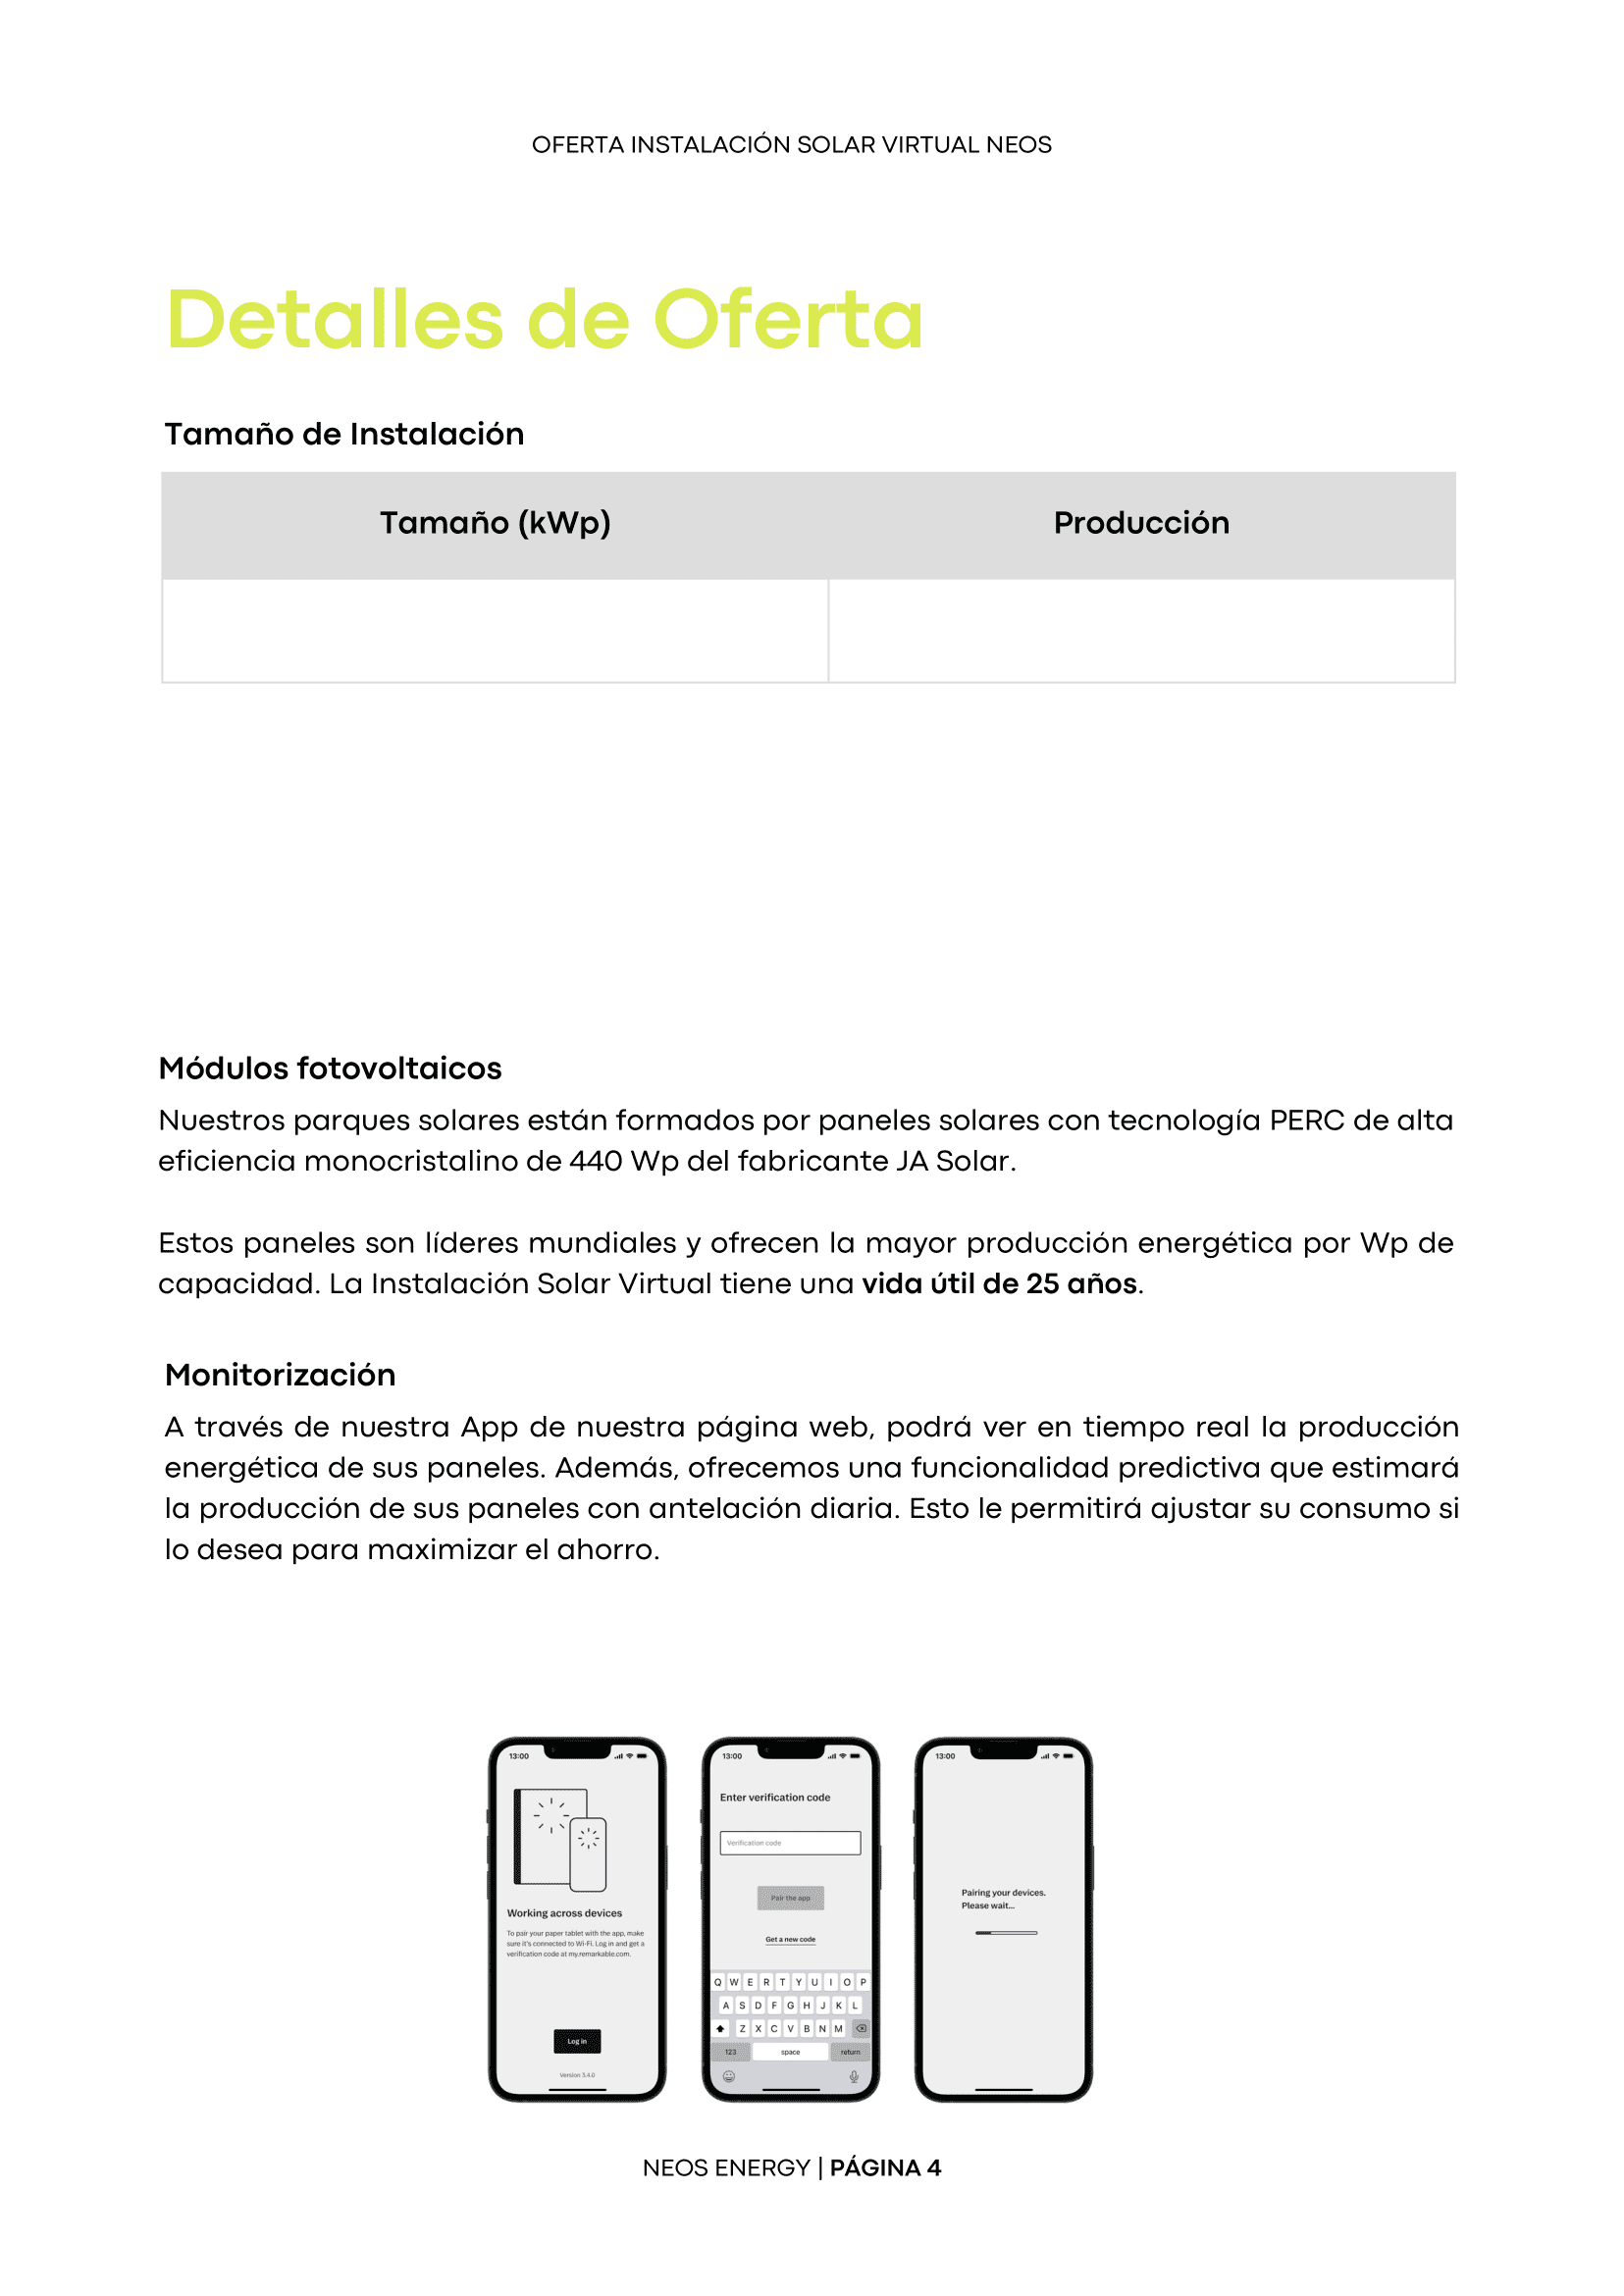 OFERTA INSTALACIÓN SOLAR VIRTUAL NEOS
Detalles de Oferta
Tamaño de Instalación
Tamaño (kWp) Producción
Módulos fotovoltaicos
Nuestros parques solares están formados por paneles solares con tecnología PERC de alta
eficiencia monocristalino de 440 Wp del fabricante JA Solar.
Estos paneles son líderes mundiales y ofrecen la mayor producción energética por Wp de
capacidad. La Instalación Solar Virtual tiene una vida útil de 25 años.
Monitorización
A través de nuestra App de nuestra página web, podrá ver en tiempo real la producción
energética de sus paneles. Además, ofrecemos una funcionalidad predictiva que estimará
la producción de sus paneles con antelación diaria. Esto le permitirá ajustar su consumo si
lo desea para maximizar el ahorro.
13:00
Working across devices
To pair your paper tablet with the app, make
sure it's connected to Wi-Fi. Log in and get a
verification code at my.remarkable.com.
Log in
Version 3.4.0
13:00
Enter verification code
Verification code
Pair the app
Get a new code
Q W E R T Y U I O P
A S D F G H J K L
Z X C V B N M
123 space return
13:00
Pairing your devices.
Please wait...
NEOS ENERGY | PÁGINA 4